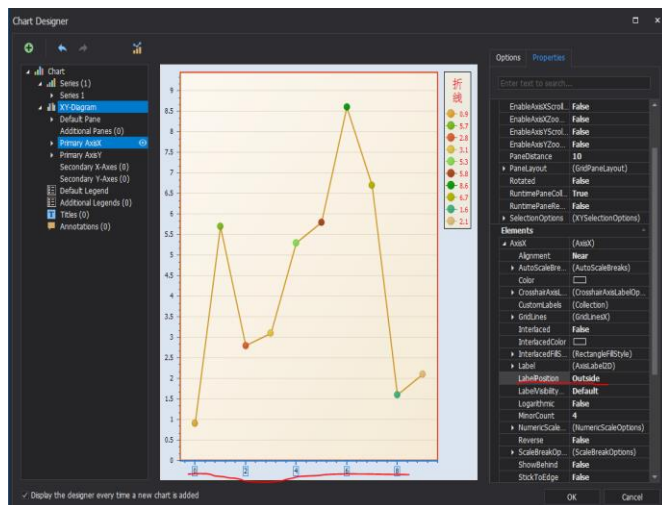 Chart Designer
Chart
Series (1)
Series 1
XY-Diagram
Default Pane
Additional Panes (0)
Primary AxisX
Primary AxisY
Secondary X-Axes (0)
Secondary Y-Axes (0)
Default Legend
Additional Legends (0)
Titles (0)
Annotations (0)
9
8.5
8
7.5
7
6.5
6
5.5
5
4.5
4
3.5
3
2.5
2
1.5
1
0.5
0
折
线
0.9
5.7
2.8
3.1
5.3
5.8
8.6
6.7
1.6
2.1
Options Properties
Enter text to search...
EnableAxisXScroll... False
EnableAxisXZoo... False
EnableAxisYScrol... False
EnableAxisYZoo... False
PaneDistance 10
PaneLayout (GridPaneLayout)
Rotated False
RuntimePaneColl... True
RuntimePaneRe... False
SelectionOptions (XYSelectionOptions)
Elements
AxisX (AxisX)
Alignment Near
AutoScaleBre... (AutoScaleBreaks)
Color
CrosshairAxisL... (CrosshairAxisLabelOp...
CustomLabels (Collection)
GridLines (GridLinesX)
Interlaced False
InterlacedColor
InterlacedFillS... (RectangleFillStyle)
Label (AxisLabel2D)
LabelPosition Outside
LabelVisibility... Default
Logarithmic False
MinorCount 4
NumericScale... (NumericScaleOptions)
Reverse False
ScaleBreakOp... (ScaleBreakOptions)
ShowBehind False
StickToEdge False
Display the designer every time a new chart is added
OK Cancel